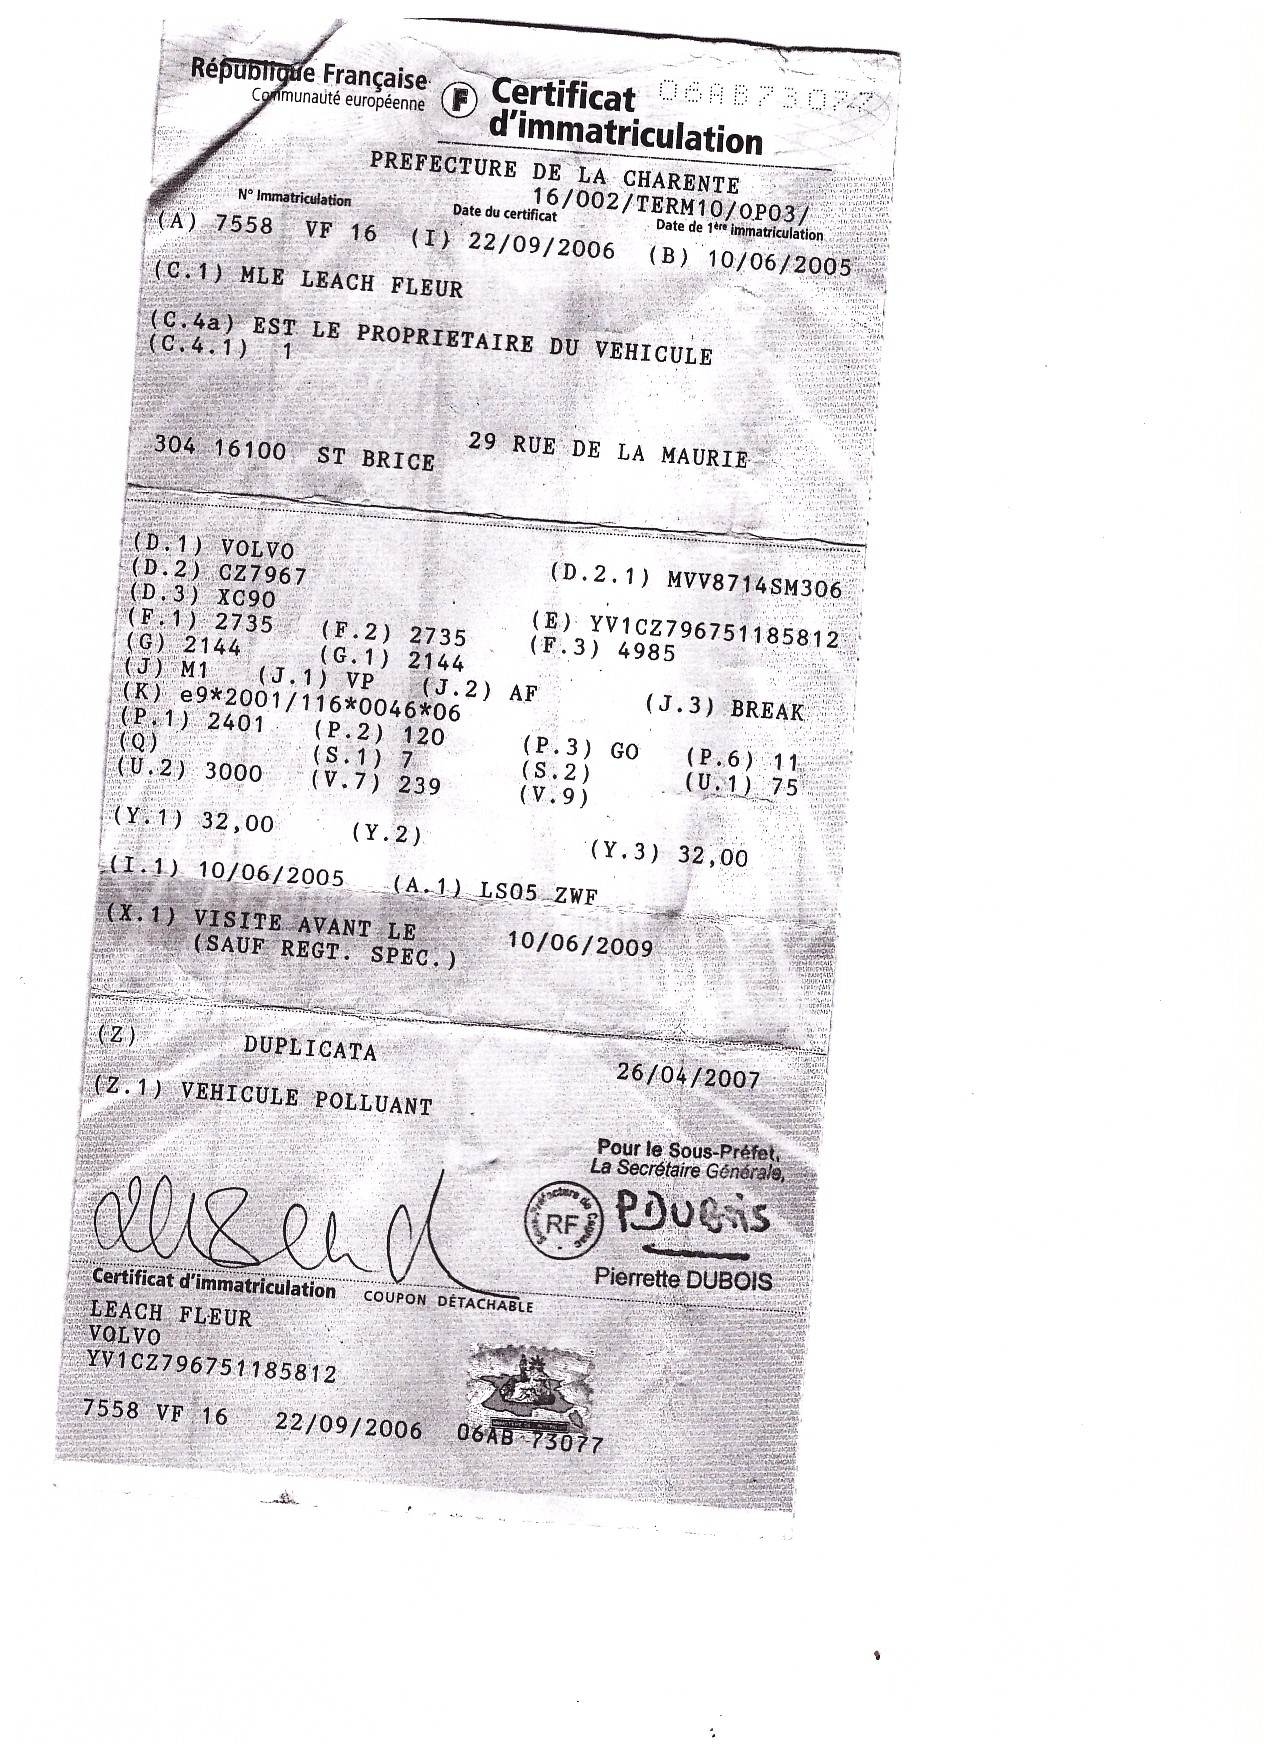 République Française
Communauté européenne
F
Certificat
d'immatriculation
06AB73077
PREFECTURE DE LA CHARENTE
16/002/TERM10/OP03/
N° Immatriculation Date du certificat Date de 1ère immatriculation
(A) 7558 VF 16 (I) 22/09/2006 (B) 10/06/2005
(C.1) MLE LEACH FLEUR
(C.4a) EST LE PROPRIETAIRE DU VEHICULE
(C.4.1) 1
29 RUE DE LA MAURIE
304 16100 ST BRICE
(D.1) VOLVO
(D.2) CZ7967 (D.2.1) MVV8714SM306
(D.3) XC90
(E) YV1CZ796751185812
(F.1) 2735 (F.2) 2735 (F.3) 4985
(G) 2144 (G.1) 2144
(J) M1 (J.1) VP (J.2) AF (J.3) BREAK
(K) e9*2001/116*0046*06
(P.1) 2401 (P.2) 120 (P.3) GO (P.6) 11
(Q) (S.1) 7 (S.2) (U.1) 75
(U.2) 3000 (V.7) 239 (V.9)
(Y.1) 32,00 (Y.2) (Y.3) 32,00
(I.1) 10/06/2005 (A.1) LS05 ZWF
(X.1) VISITE AVANT LE 10/06/2009
(SAUF REGT. SPEC.)
(Z) DUPLICATA 26/04/2007
(Z.1) VEHICULE POLLUANT
Pour le Sous-Préfet,
La Secrétaire Générale,
RF
PDUBOIS
Pierrette DUBOIS
Certificat d'immatriculation COUPON DÉTACHABLE
LEACH FLEUR
VOLVO
YV1CZ796751185812
7558 VF 16 22/09/2006 06AB 73077